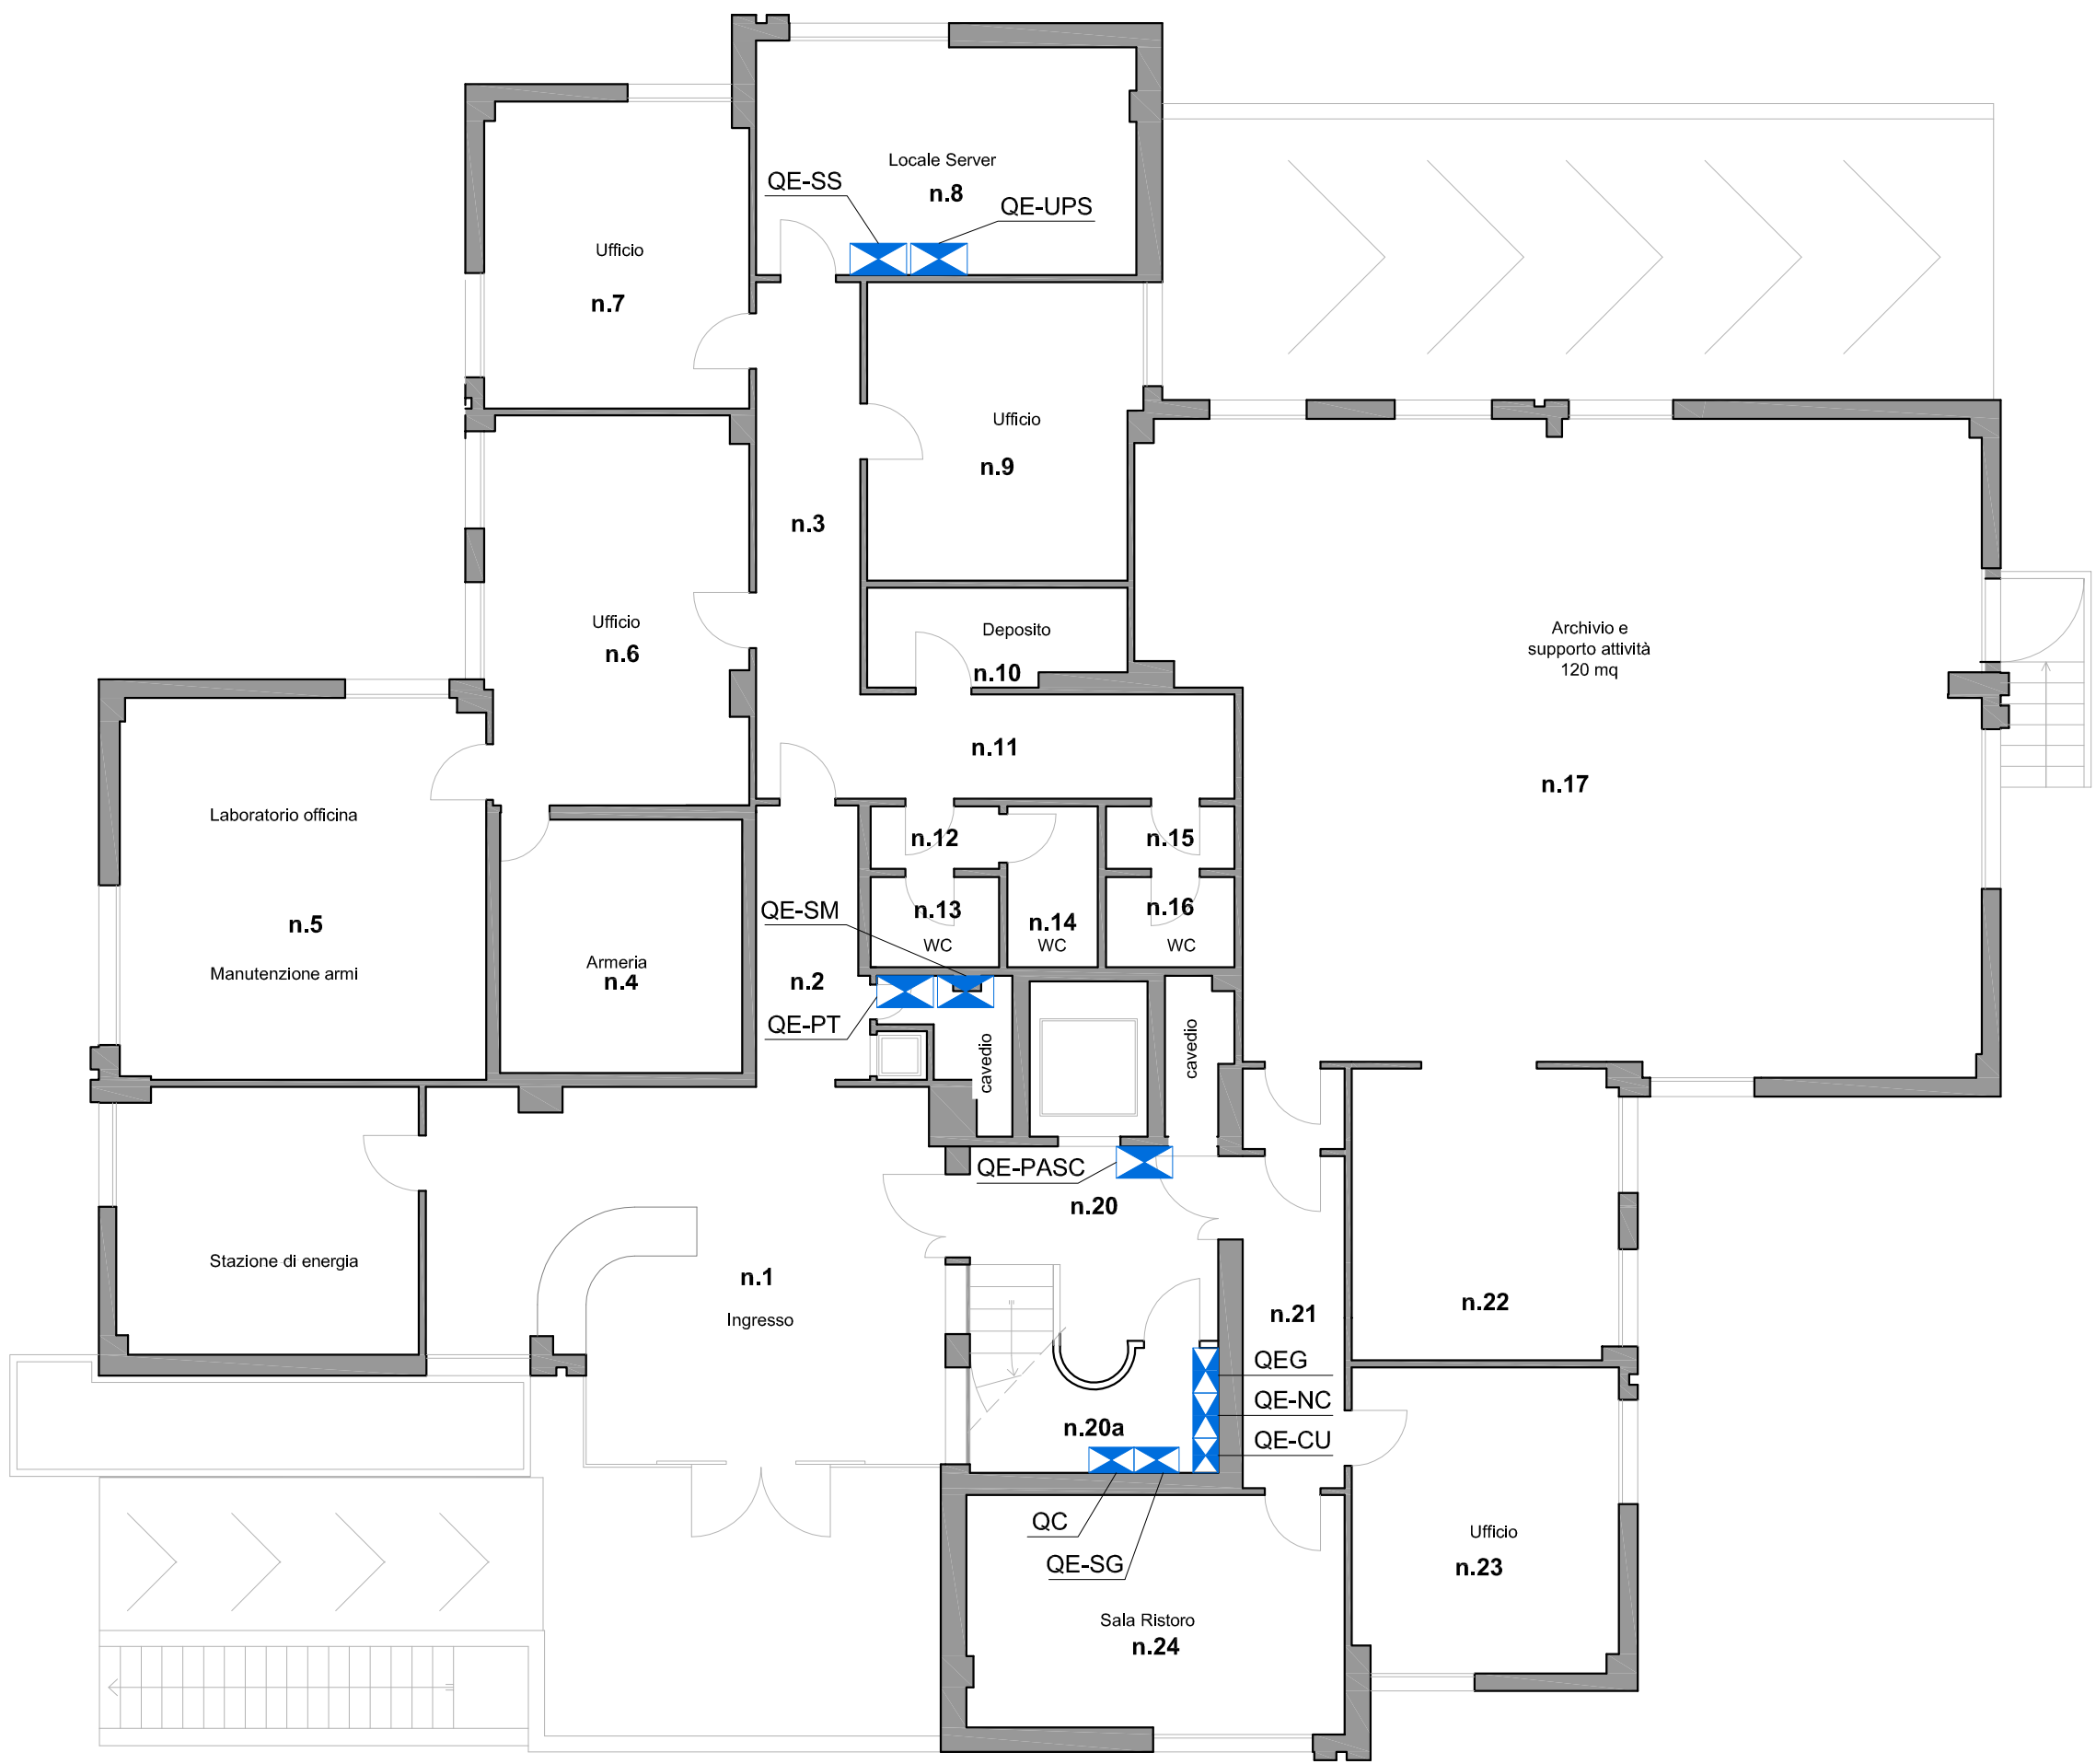 Locale Server
n.8
QE-SS
QE-UPS
Ufficio
n.7
Ufficio
n.9
n.3
Ufficio
n.6
Deposito
n.10
Archivio e
supporto attività
120 mq
n.17
n.11
Laboratorio officina
n.5
Manutenzione armi
n.12
n.15
n.13
WC
n.14
WC
n.16
WC
QE-SM
Armeria
n.4
n.2
QE-PT
cavedio
cavedio
QE-PASC
n.20
Stazione di energia
n.1
Ingresso
n.21
n.22
QEG
QE-NC
QE-CU
n.20a
QC
QE-SG
Ufficio
n.23
Sala Ristoro
n.24